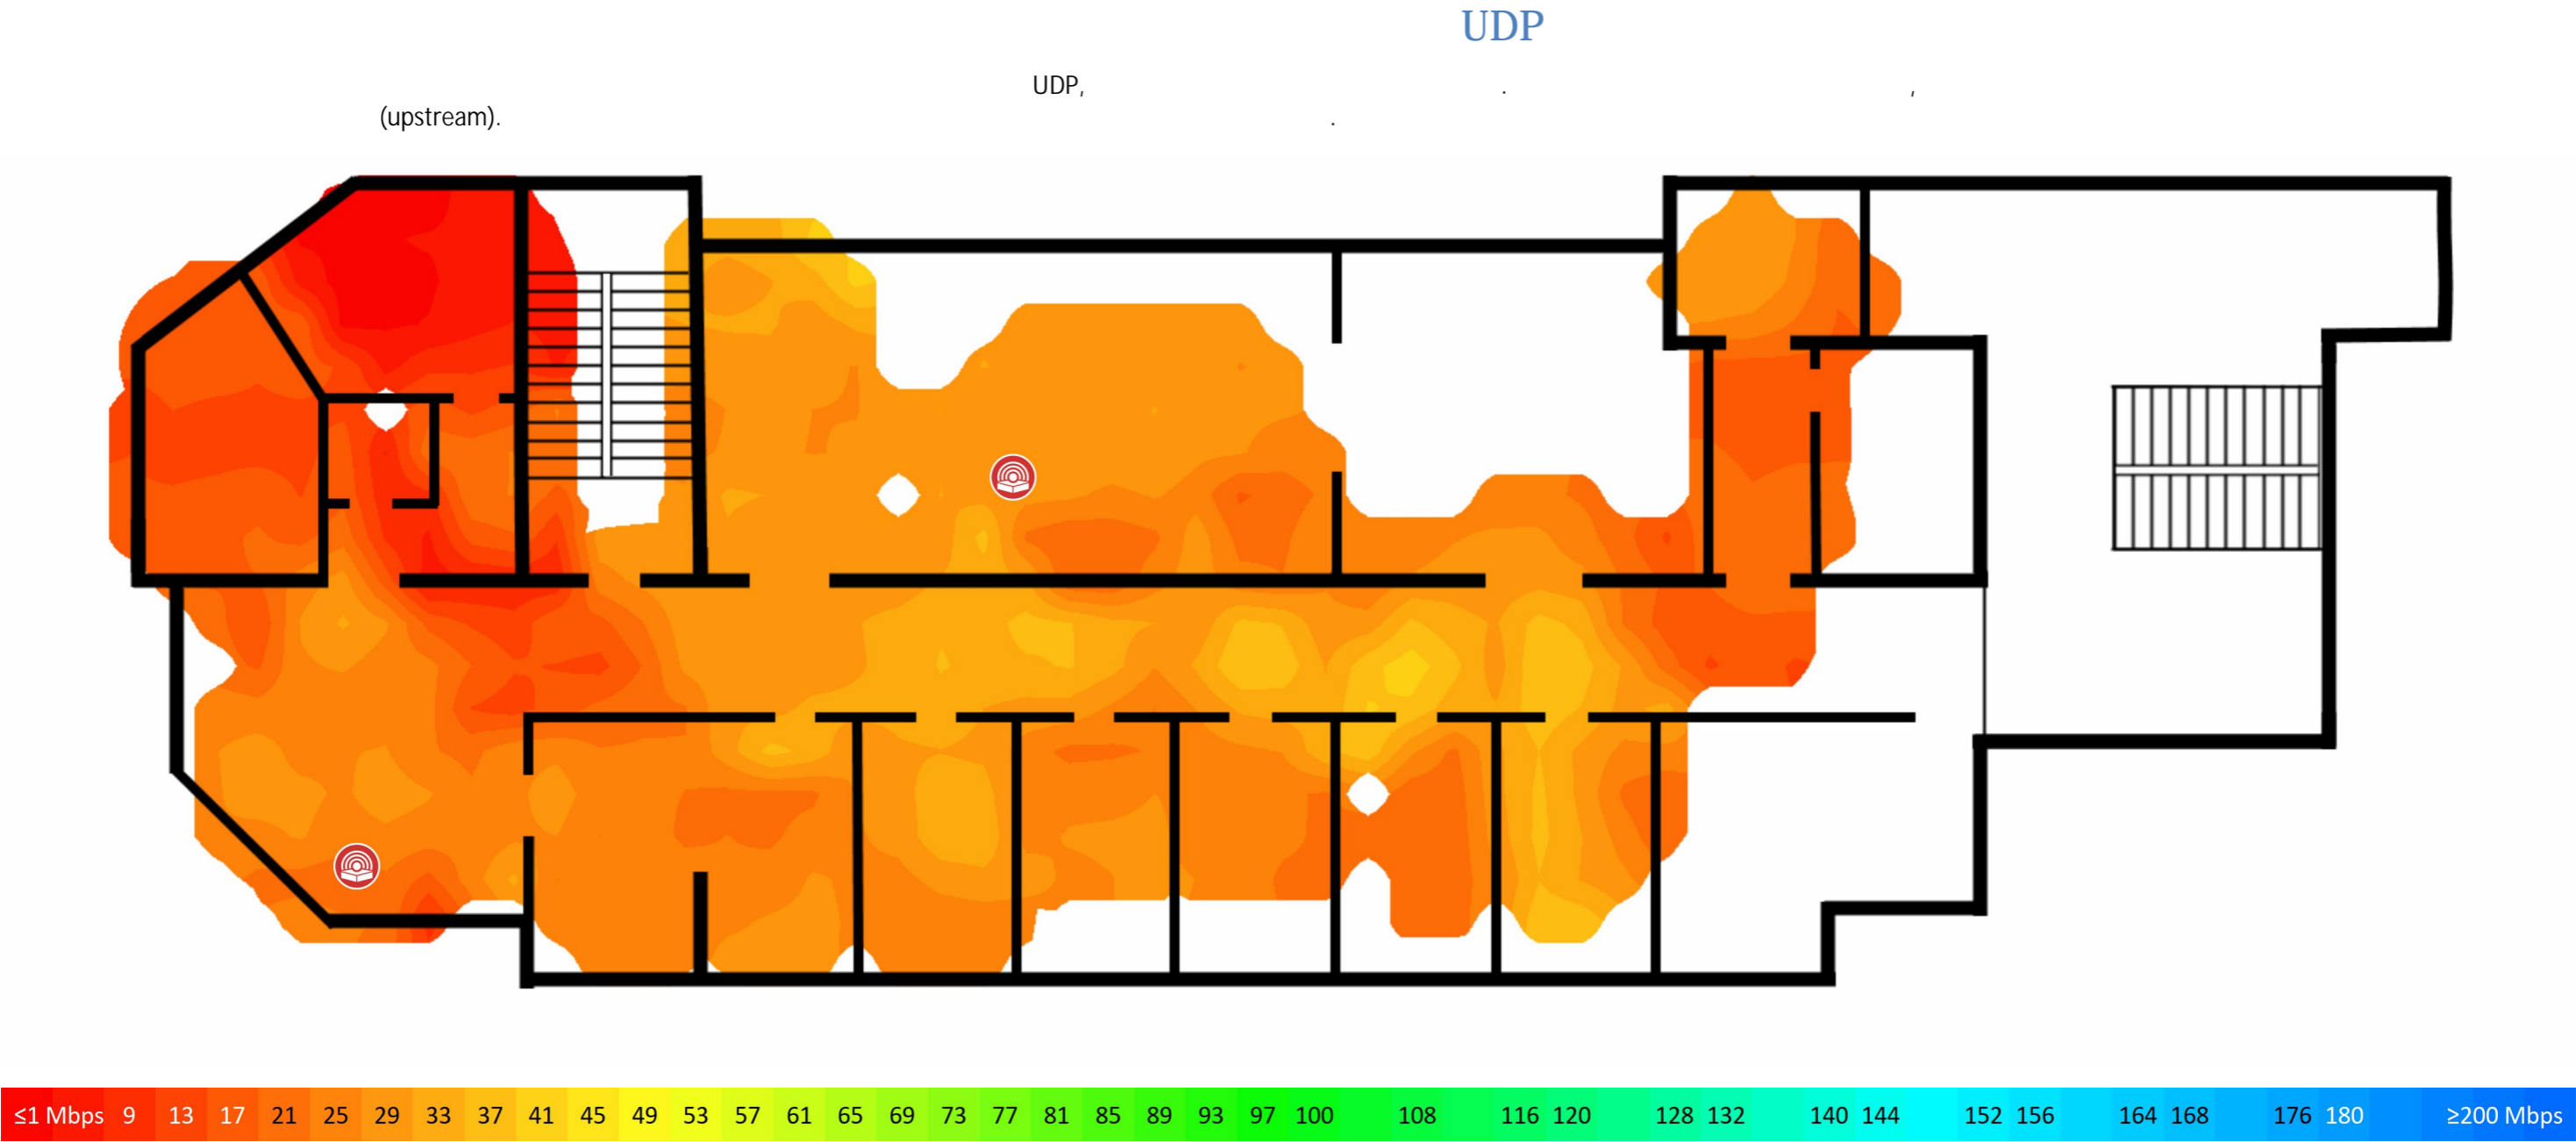 UDP
UDP, . ,
(upstream). .
≤1 Mbps 9 13 17 21 25 29 33 37 41 45 49 53 57 61 65 69 73 77 81 85 89 93 97 100 108 116 120 128 132 140 144 152 156 164 168 176 180 ≥200 Mbps